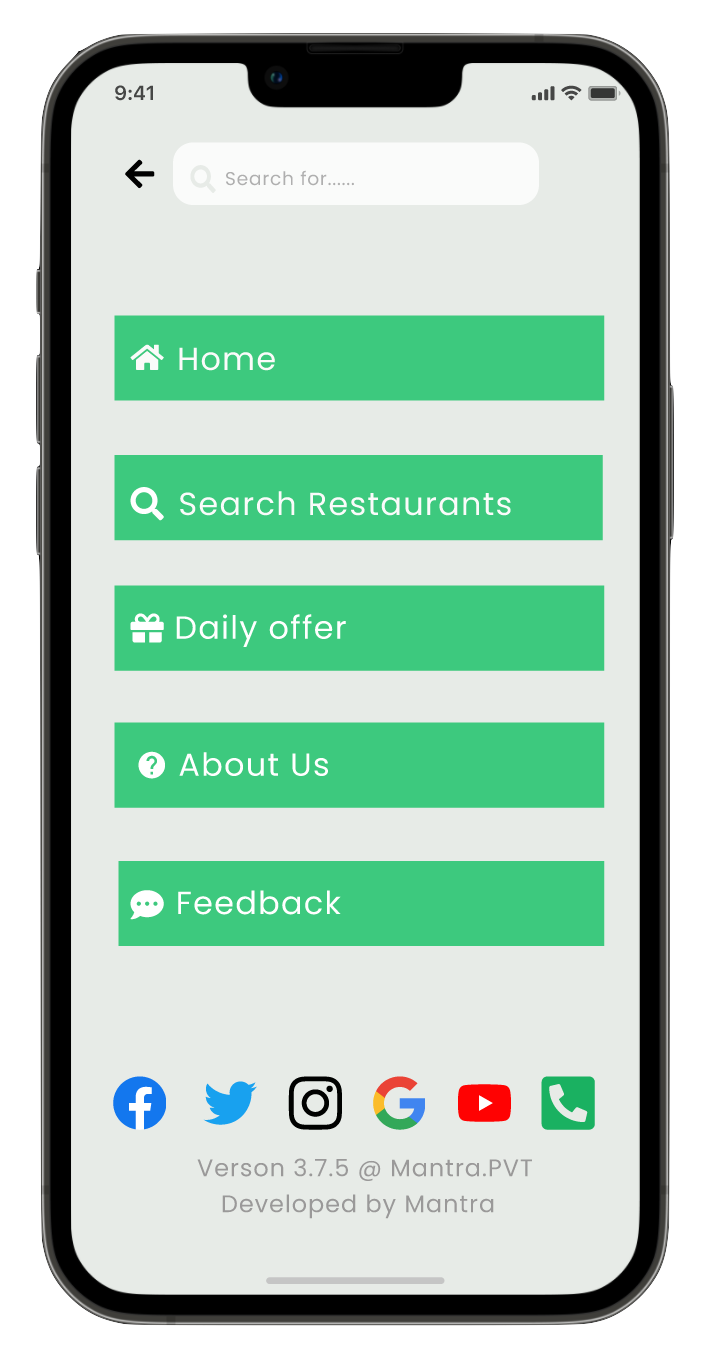 9:41
Search for......
Home
Search Restaurants
Daily offer
About Us
Feedback
Verson 3.7.5 @ Mantra.PVT
Developed by Mantra